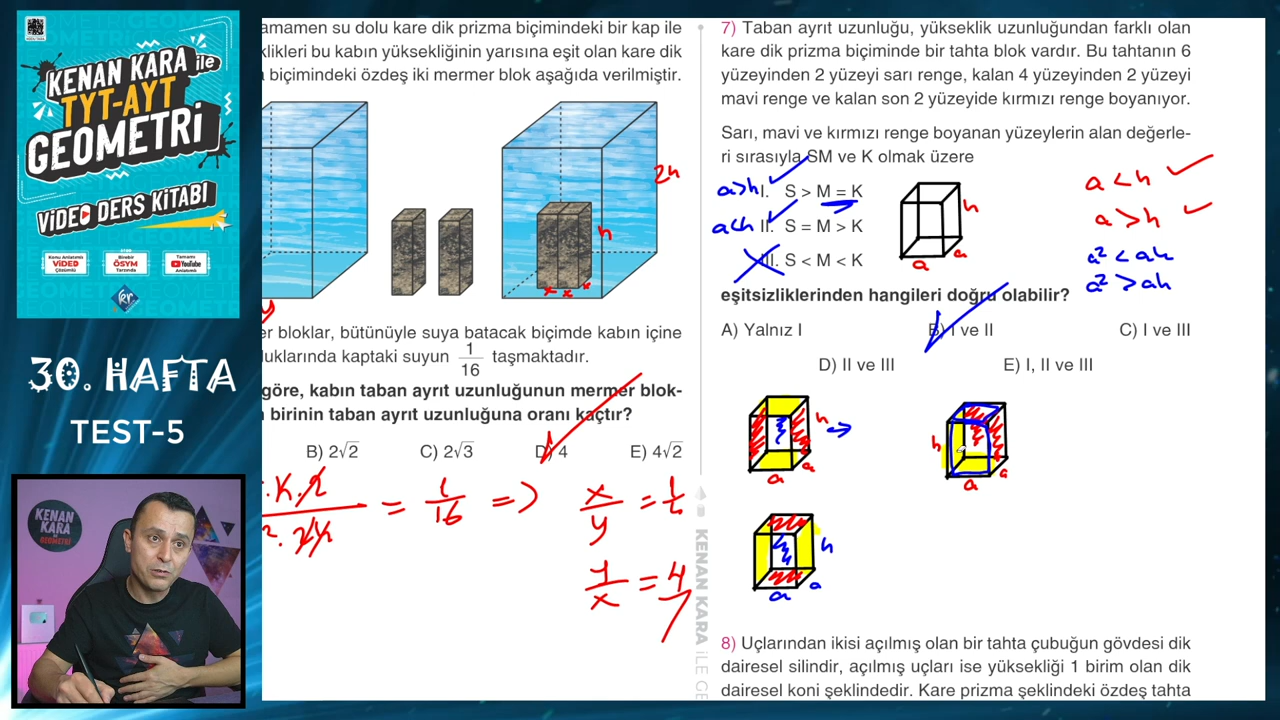 KENAN KARA ile
TYT-AYT
GEOMETRİ
ViDEO DERS KiTABI
30. HAFTA
TEST-5
amamen su dolu kare dik prizma biçimindeki bir kap ile
klikleri bu kabın yüksekliğinin yarısına eşit olan kare dik
biçimindeki özdeş iki mermer blok aşağıda verilmiştir.
2h
h
x x x
y
er bloklar, bütünüyle suya batacak biçimde kabın içine
luklarında kaptaki suyun 1/16 taşmaktadır.
göre, kabın taban ayrıt uzunluğunun mermer blok-
birinin taban ayrıt uzunluğuna oranı kaçtır?
B) 2√2 C) 2√3 D) 4 E) 4√2
= 1/16 =>
x/y = 1/4
y/x = 4
KENAN KARA İLE GE
7) Taban ayrıt uzunluğu, yükseklik uzunluğundan farklı olan
kare dik prizma biçiminde bir tahta blok vardır. Bu tahtanın 6
yüzeyinden 2 yüzeyi sarı renge, kalan 4 yüzeyinden 2 yüzeyi
mavi renge ve kalan son 2 yüzeyide kırmızı renge boyanıyor.
Sarı, mavi ve kırmızı renge boyanan yüzeylerin alan değerle-
ri sırasıyla SM ve K olmak üzere
a>h I. S > M = K
a<h II. S = M > K
III. S < M < K
h
a a
a < h
a > h
a² < ah
a² > ah
eşitsizliklerinden hangileri doğru olabilir?
A) Yalnız I B) I ve II C) I ve III
D) II ve III E) I, II ve III
h
a a
h
a a
h
a a
8) Uçlarından ikisi açılmış olan bir tahta çubuğun gövdesi dik
dairesel silindir, açılmış uçları ise yüksekliği 1 birim olan dik
dairesel koni şeklindedir. Kare prizma şeklindeki özdeş tahta